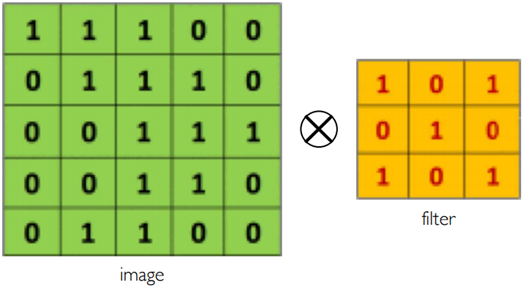 1 1 1 0 0
0 1 1 1 0
0 0 1 1 1
0 0 1 1 0
0 1 1 0 0
image
1 0 1
0 1 0
1 0 1
filter